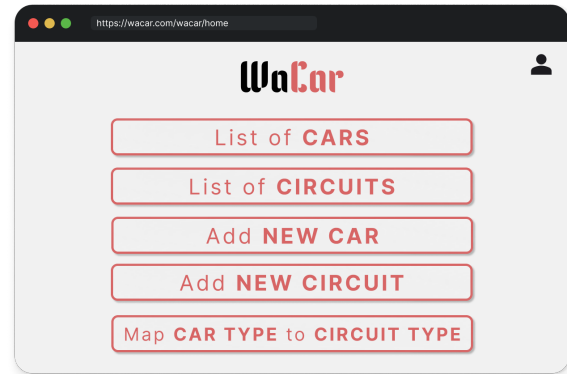 https://wacar.com/wacar/home
WaCar
List of CARS
List of CIRCUITS
Add NEW CAR
Add NEW CIRCUIT
Map CAR TYPE to CIRCUIT TYPE